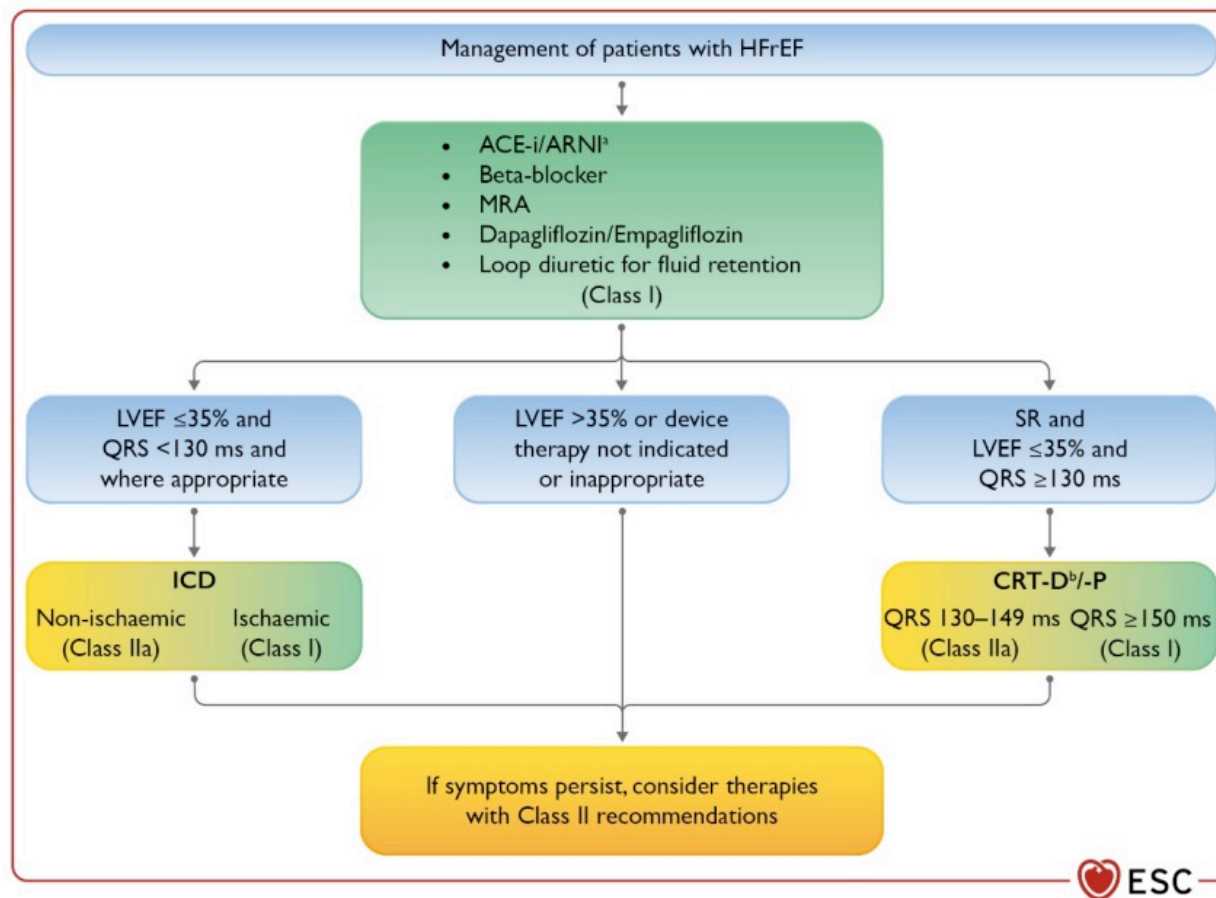 Management of patients with HFrEF
• ACE-i/ARNIᵃ
• Beta-blocker
• MRA
• Dapagliflozin/Empagliflozin
• Loop diuretic for fluid retention
(Class I)
LVEF ≤35% and
QRS <130 ms and
where appropriate
LVEF >35% or device
therapy not indicated
or inappropriate
SR and
LVEF ≤35% and
QRS ≥130 ms
ICD
Non-ischaemic
(Class IIa)
Ischaemic
(Class I)
CRT-Dᵇ/-P
QRS 130–149 ms
(Class IIa)
QRS ≥150 ms
(Class I)
If symptoms persist, consider therapies
with Class II recommendations
ESC